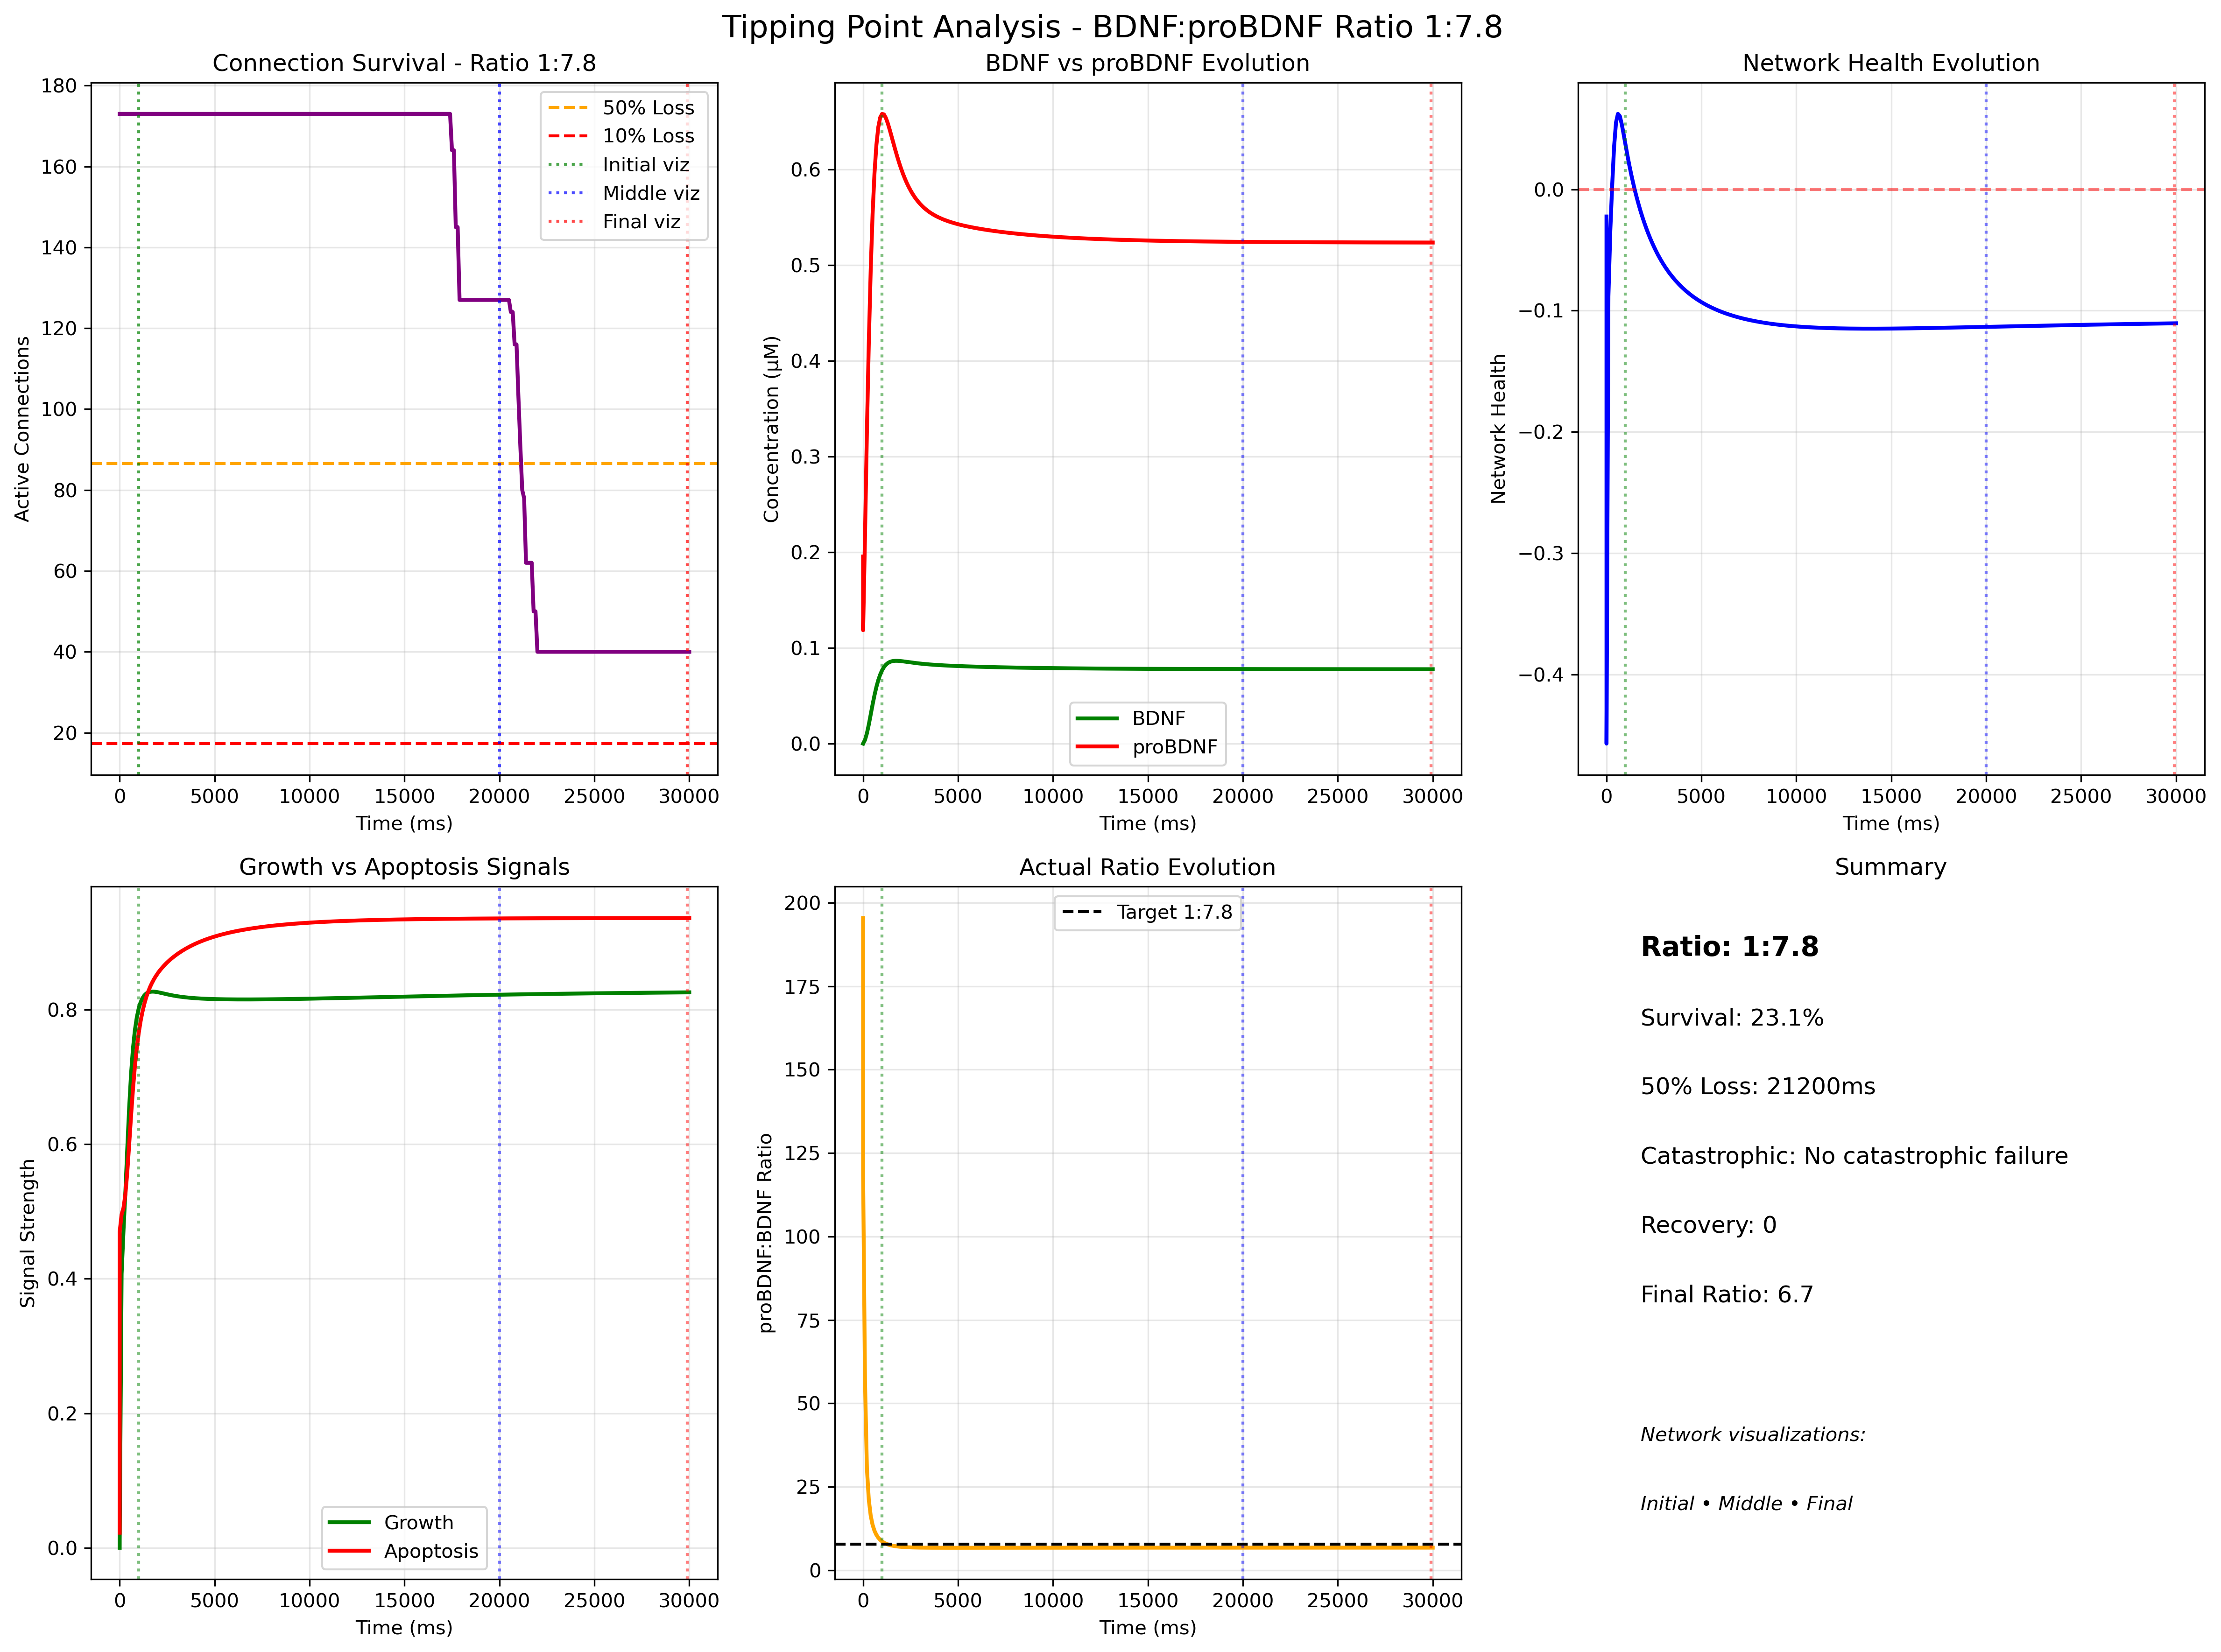 Tipping Point Analysis - BDNF:proBDNF Ratio 1:7.8
Connection Survival - Ratio 1:7.8
Active Connections
180
160
140
120
100
80
60
40
20
50% Loss
10% Loss
Initial viz
Middle viz
Final viz
0 5000 10000 15000 20000 25000 30000
Time (ms)
BDNF vs proBDNF Evolution
Concentration (μM)
0.6
0.5
0.4
0.3
0.2
0.1
0.0
BDNF
proBDNF
0 5000 10000 15000 20000 25000 30000
Time (ms)
Network Health Evolution
Network Health
0.0
−0.1
−0.2
−0.3
−0.4
0 5000 10000 15000 20000 25000 30000
Time (ms)
Growth vs Apoptosis Signals
Signal Strength
0.8
0.6
0.4
0.2
0.0
Growth
Apoptosis
0 5000 10000 15000 20000 25000 30000
Time (ms)
Actual Ratio Evolution
proBDNF:BDNF Ratio
200
175
150
125
100
75
50
25
0
Target 1:7.8
0 5000 10000 15000 20000 25000 30000
Time (ms)
Summary
Ratio: 1:7.8
Survival: 23.1%
50% Loss: 21200ms
Catastrophic: No catastrophic failure
Recovery: 0
Final Ratio: 6.7
Network visualizations:
Initial • Middle • Final